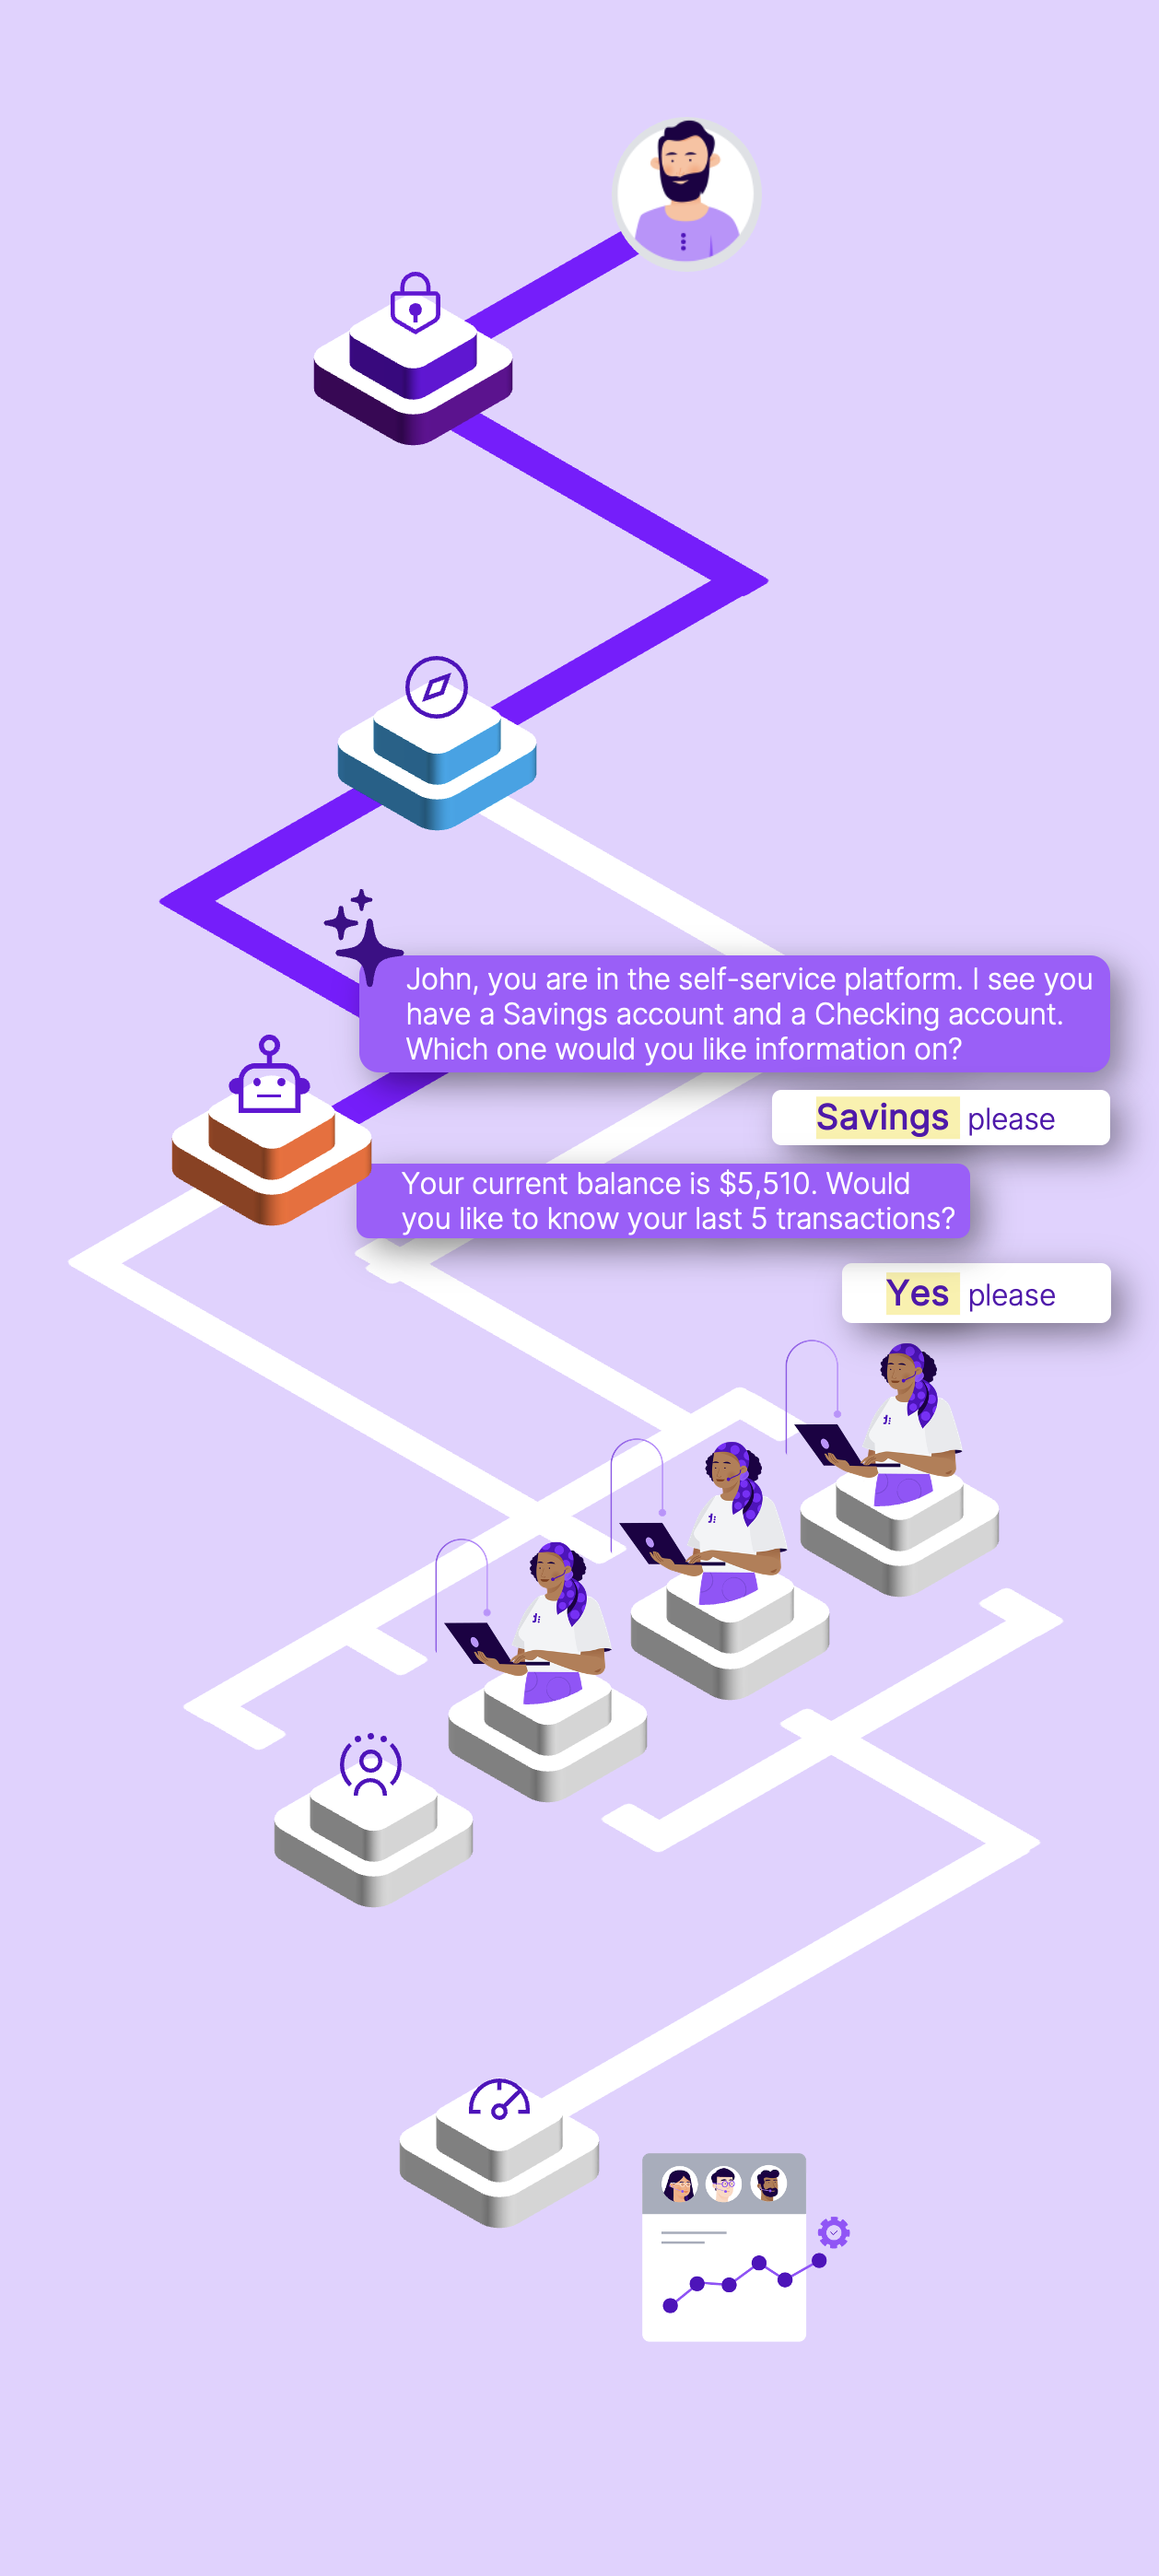 John, you are in the self-service platform. I see you
have a Savings account and a Checking account.
Which one would you like information on?
Savings please
Your current balance is $5,510. Would
you like to know your last 5 transactions?
Yes please